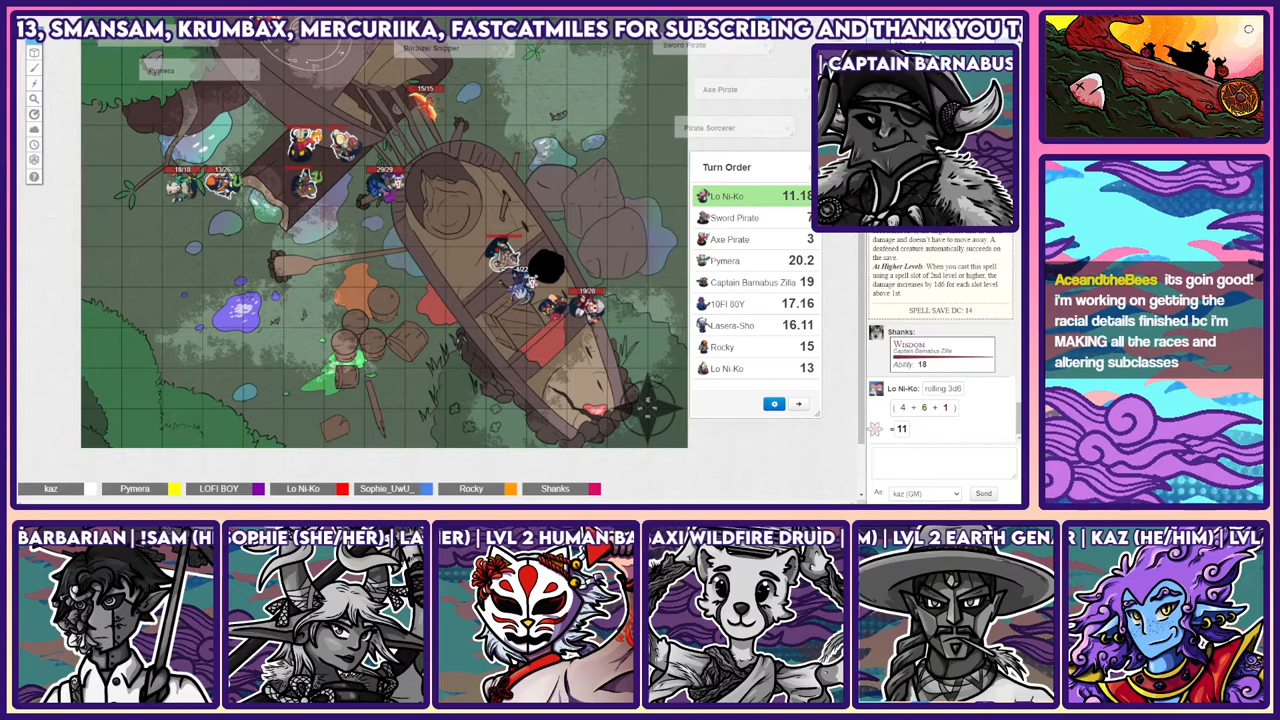 13, SMANSAM, KRUMBAX, MERCURIIKA, FASTCATMILES FOR SUBSCRIBING AND THANK YOU T
Pymera
Bilraizel Snipper
Sword Pirate
Axe Pirate
Pirate Sorcerer
| CAPTAIN BARNABUS
15/15
18/18
13/26
29/29
-4/22
19/20
Turn Order
Lo Ni-Ko 11.18
Sword Pirate 7
Axe Pirate 3
Pymera 20.2
Captain Barnabus Zilla 19
10FI 80Y 17.16
Lasera-Sho 16.11
Rocky 15
Lo Ni-Ko 13
damage and doesn't have to move away. A
deafened creature automatically succeeds on
the save.
At Higher Levels: When you cast this spell
using a spell slot of 2nd level or higher, the
damage increases by 1d6 for each slot level
above 1st.
SPELL SAVE DC: 14
Shanks:
WISDOM
Captain Barnabus Zilla
Ability: 18
Lo Ni-Ko: rolling 3d6
( 4 + 6 + 1 )
= 11
As: kaz (GM) Send
AceandtheBees its goin good!
i'm working on getting the
racial details finished bc i'm
MAKING all the races and
altering subclasses
W
S
E
kaz
Pymera
LOFI BOY
Lo Ni-Ko
Sophie_UwU_
Rocky
Shanks
BARBARIAN | !SAM (H
SOPHIE (SHE/HER) | LA
ER) | LVL 2 HUMAN BA
BAXI WILDFIRE DRUID |
M) | LVL 2 EARTH GENA
R | KAZ (HE/HIM) | LVL